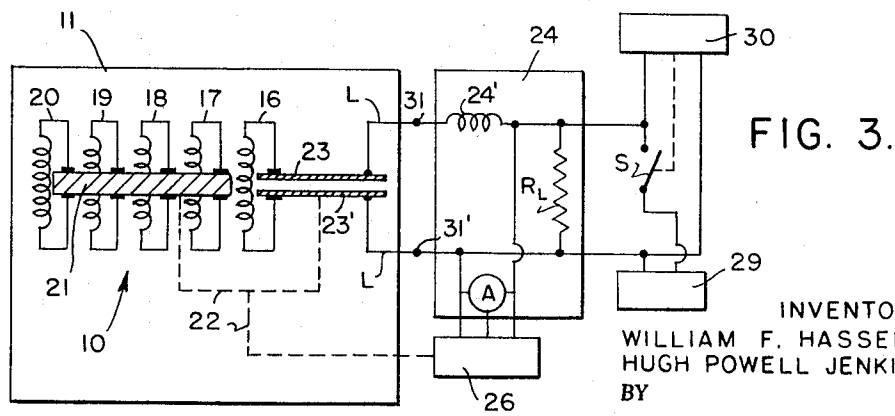 11
24
30
20
19
18
17
16
L
31
24'
23
S
FIG. 3.
R_L
23'
31'
21
L
29
A
22
10
26
INVENTO
WILLIAM F. HASSE
HUGH POWELL JENKI
BY